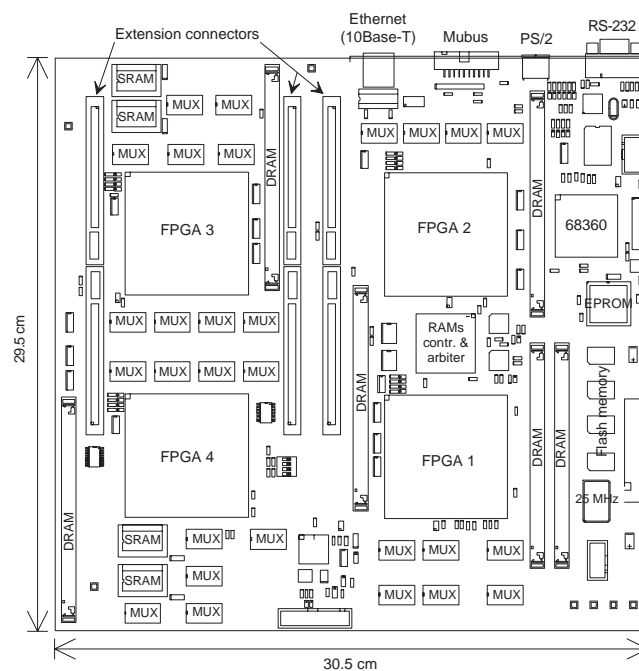 Extension connectors
Ethernet
(10Base-T)
Mubus
PS/2
RS-232
SRAM
MUX
MUX
SRAM
MUX
MUX
MUX
MUX
MUX
MUX
MUX
DRAM
DRAM
FPGA 3
FPGA 2
68360
EPROM
MUX
MUX
MUX
MUX
RAMs
contr. &
arbiter
29.5 cm
MUX
MUX
MUX
MUX
DRAM
DRAM
DRAM
Flash memory
FPGA 4
FPGA 1
25 MHz
DRAM
SRAM
MUX
MUX
MUX
MUX
MUX
SRAM
MUX
MUX
MUX
MUX
MUX
MUX
30.5 cm